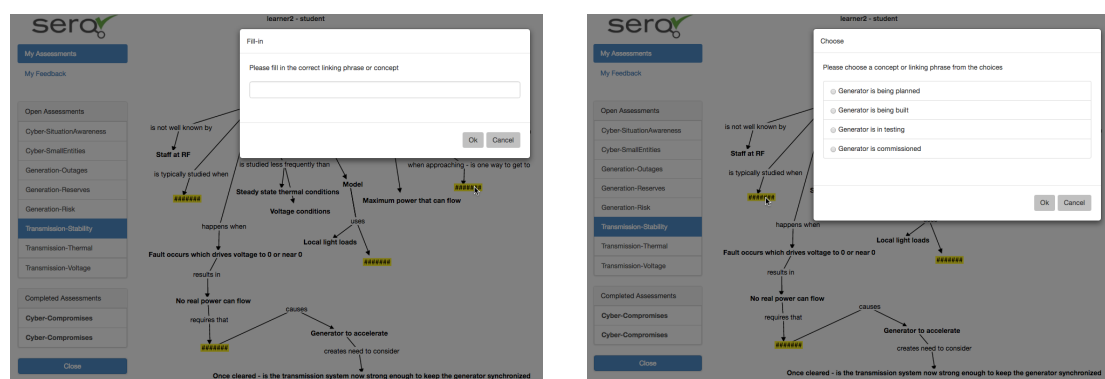 sero
learner2 - student
My Assessments
My Feedback
Open Assessments
Cyber-SituationAwareness
Cyber-SmallEntities
Generation-Outages
Generation-Reserves
Generation-Risk
Transmission-Stability
Transmission-Thermal
Transmission-Voltage
Completed Assessments
Cyber-Compromises
Cyber-Compromises
Close
Fill-in
Please fill in the correct linking phrase or concept
Ok Cancel
is not well known by
Staff at RF
is typically studied when
#######
is studied less frequently than
when approaching - is one way to get to
#######
Steady state thermal conditions
Model
Maximum power that can flow
Voltage conditions
uses
happens when
Local light loads
Fault occurs which drives voltage to 0 or near 0
#######
results in
No real power can flow
causes
requires that
Generator to accelerate
#######
creates need to consider
Once cleared - is the transmission system now strong enough to keep the generator synchronized
sero
learner2 - student
My Assessments
My Feedback
Open Assessments
Cyber-SituationAwareness
Cyber-SmallEntities
Generation-Outages
Generation-Reserves
Generation-Risk
Transmission-Stability
Transmission-Thermal
Transmission-Voltage
Completed Assessments
Cyber-Compromises
Cyber-Compromises
Close
Choose
Please choose a concept or linking phrase from the choices
Generator is being planned
Generator is being built
Generator is in testing
Generator is commissioned
Ok Cancel
is not well known by
Staff at RF
is typically studied when
#######
S
happens when
Local light loads
Fault occurs which drives voltage to 0 or near 0
#######
results in
No real power can flow
causes
requires that
Generator to accelerate
#######
creates need to consider
Once cleared - is the transmission system now strong enough to keep the generator synchronized